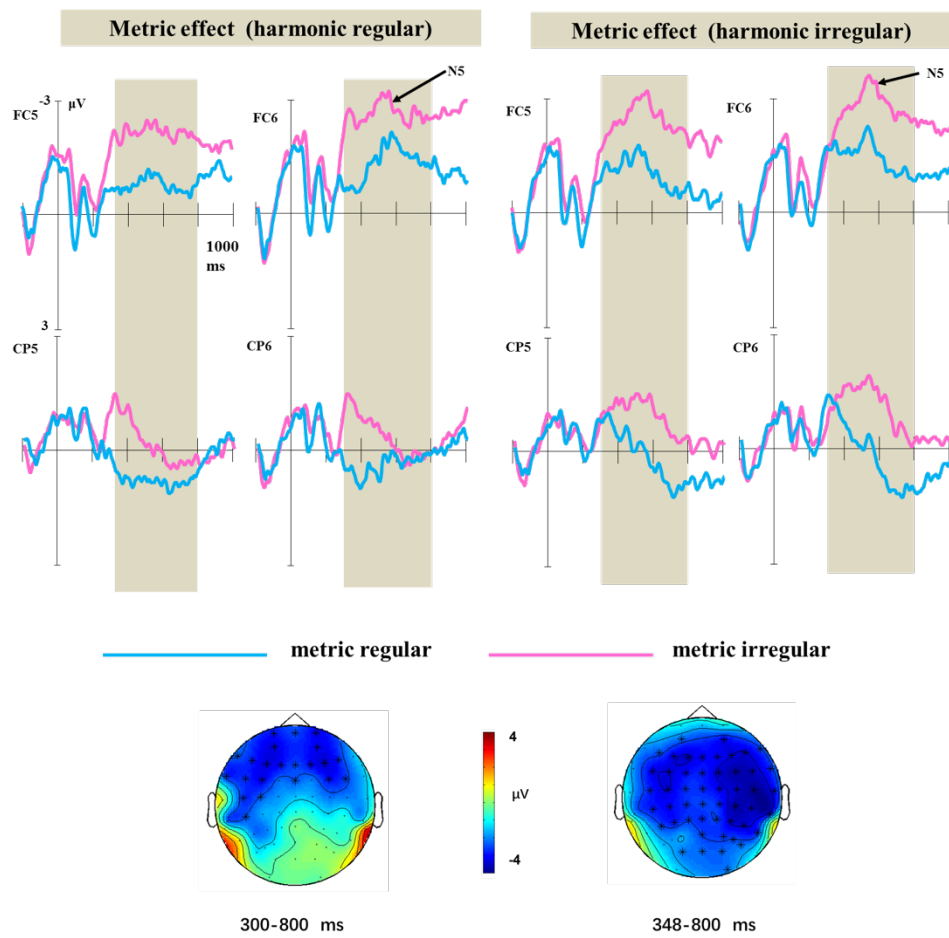 Metric effect (harmonic regular)
Metric effect (harmonic irregular)
N5
N5
-3 µV
FC5
FC6
FC5
FC6
1000
ms
3
CP5
CP6
CP5
CP6
metric regular
metric irregular
4
µV
-4
300-800 ms
348-800 ms